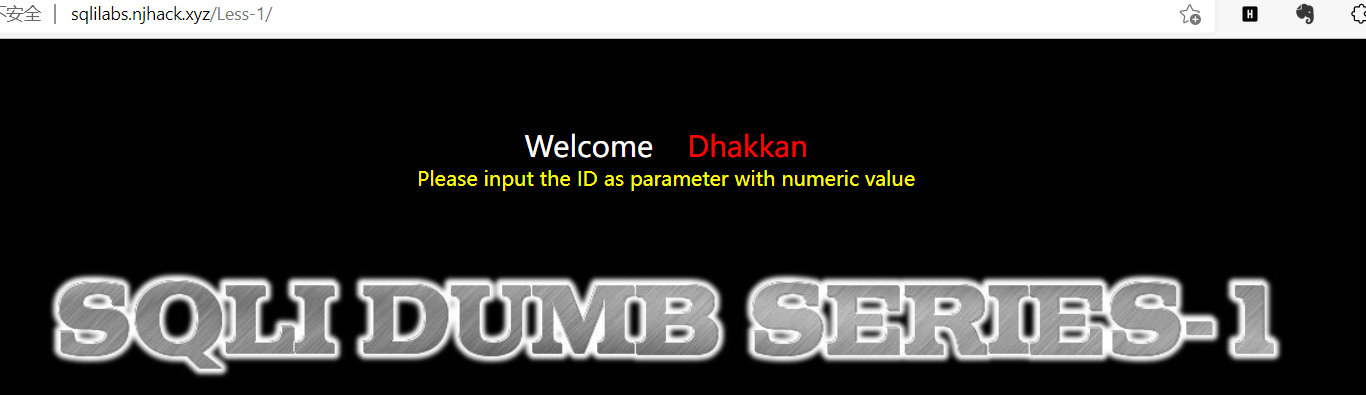 不安全 | sqlilabs.njhack.xyz/Less-1/
H
Welcome Dhakkan
Please input the ID as parameter with numeric value
SQLI DUMB SERIES-1